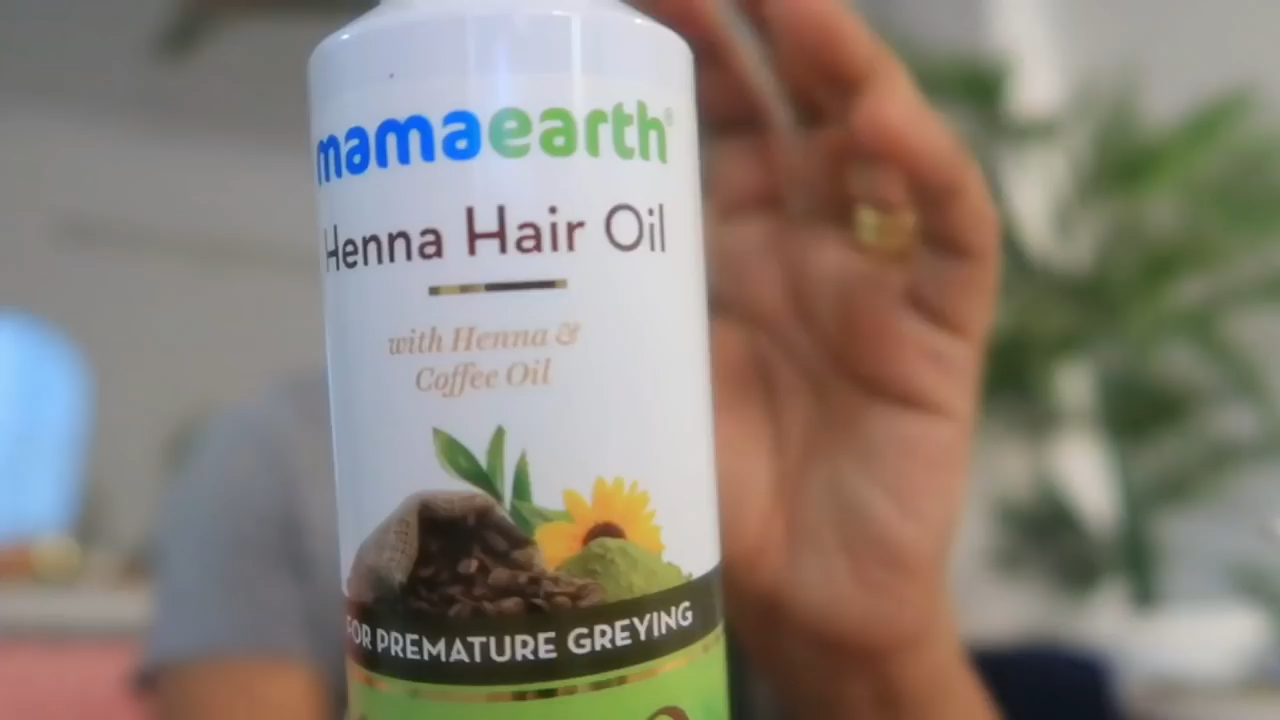 mamaearth®
Henna Hair Oil
with Henna &
Coffee Oil
FOR PREMATURE GREYING